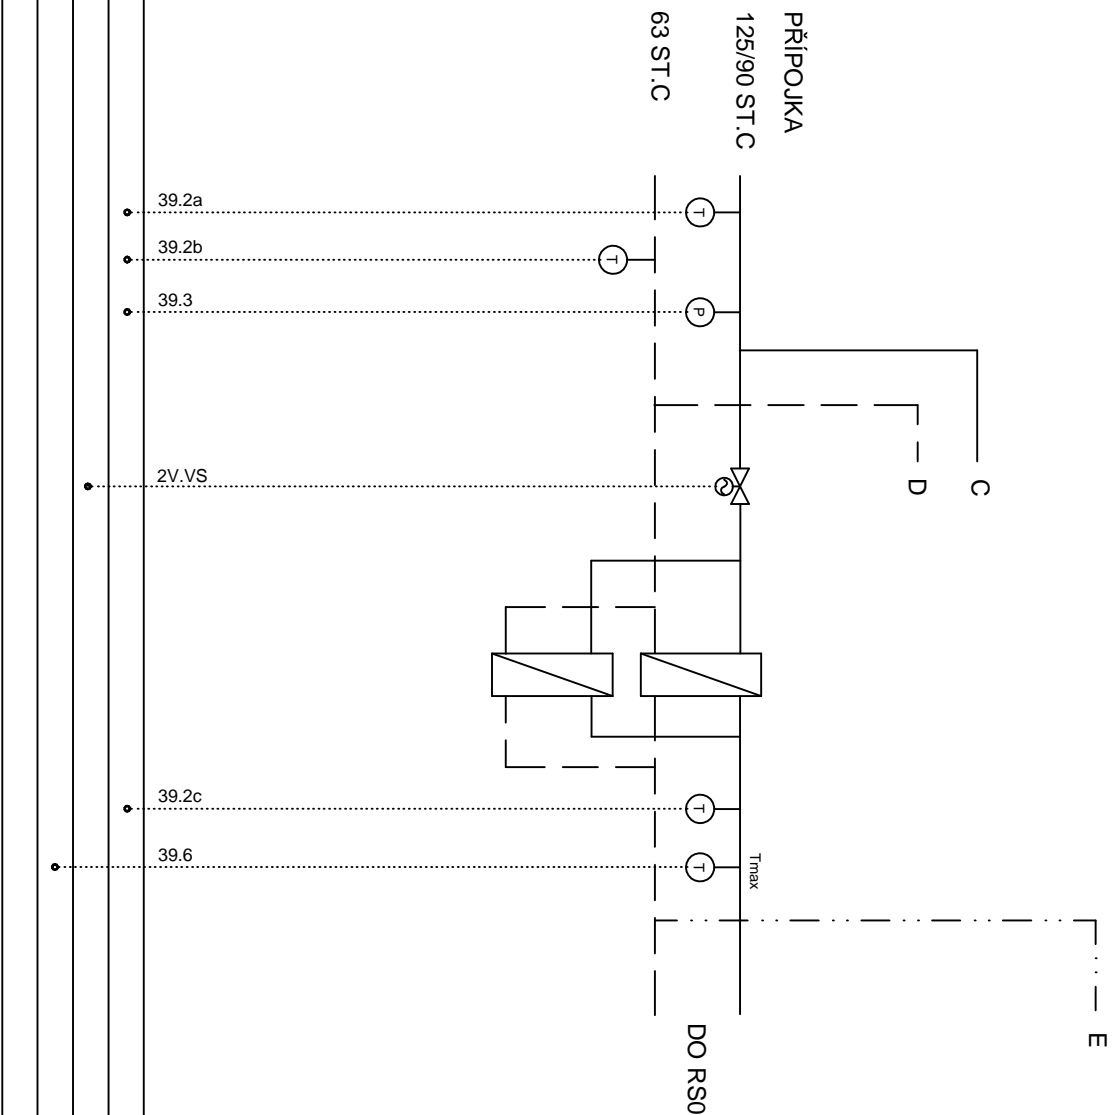 PŘÍPOJKA
125/90 ST.C
63 ST.C
39.2a
T
39.2b
T
39.3
P
C
D
2V.VS
39.2c
T
39.6
T
Tmax
E
DO RS0